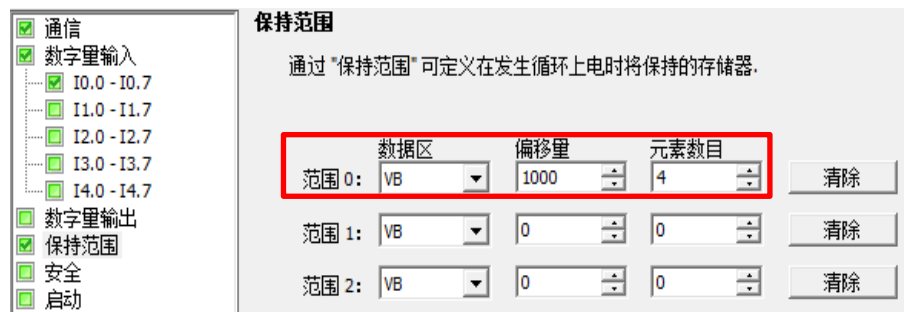 通信
数字量输入
I0.0 - I0.7
I1.0 - I1.7
I2.0 - I2.7
I3.0 - I3.7
I4.0 - I4.7
数字量输出
保持范围
安全
启动
保持范围
通过 "保持范围" 可定义在发生循环上电时将保持的存储器.
数据区 偏移量 元素数目
范围 0: VB 1000 4 清除
范围 1: VB 0 0 清除
范围 2: VB 0 0 清除